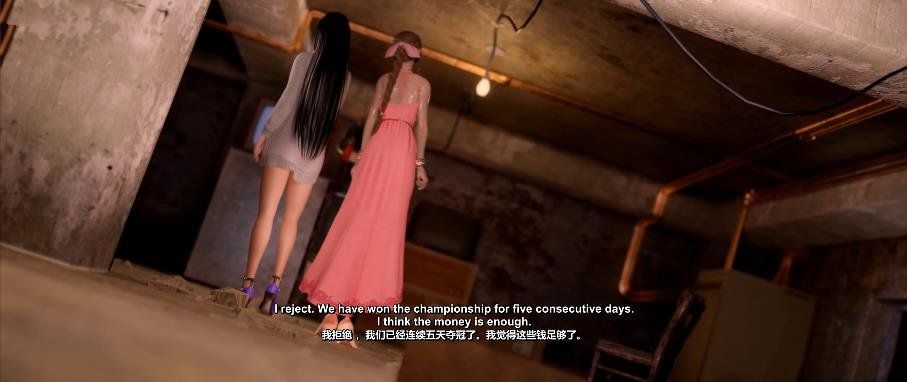 I reject. We have won the championship for five consecutive days.
I think the money is enough.
我拒绝，我们已经连续五天夺冠了，我觉得这些钱足够了。